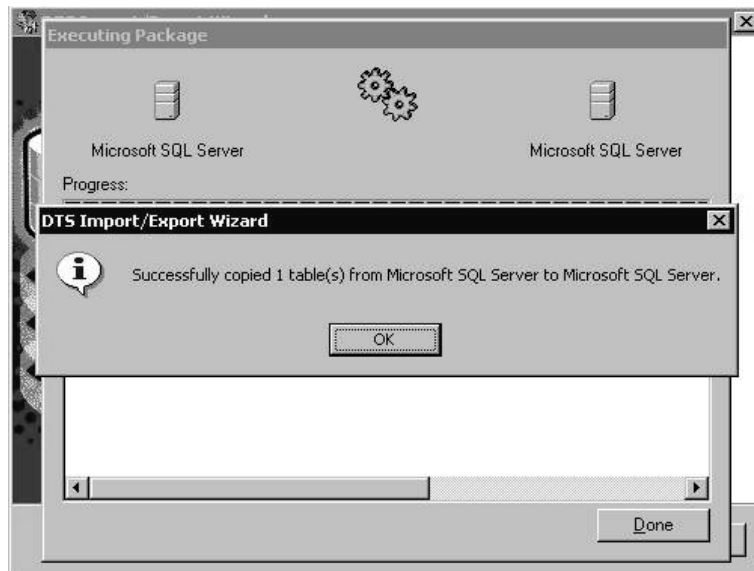 Executing Package
Microsoft SQL Server
Microsoft SQL Server
Progress:
DTS Import/Export Wizard
Successfully copied 1 table(s) from Microsoft SQL Server to Microsoft SQL Server.
OK
Done